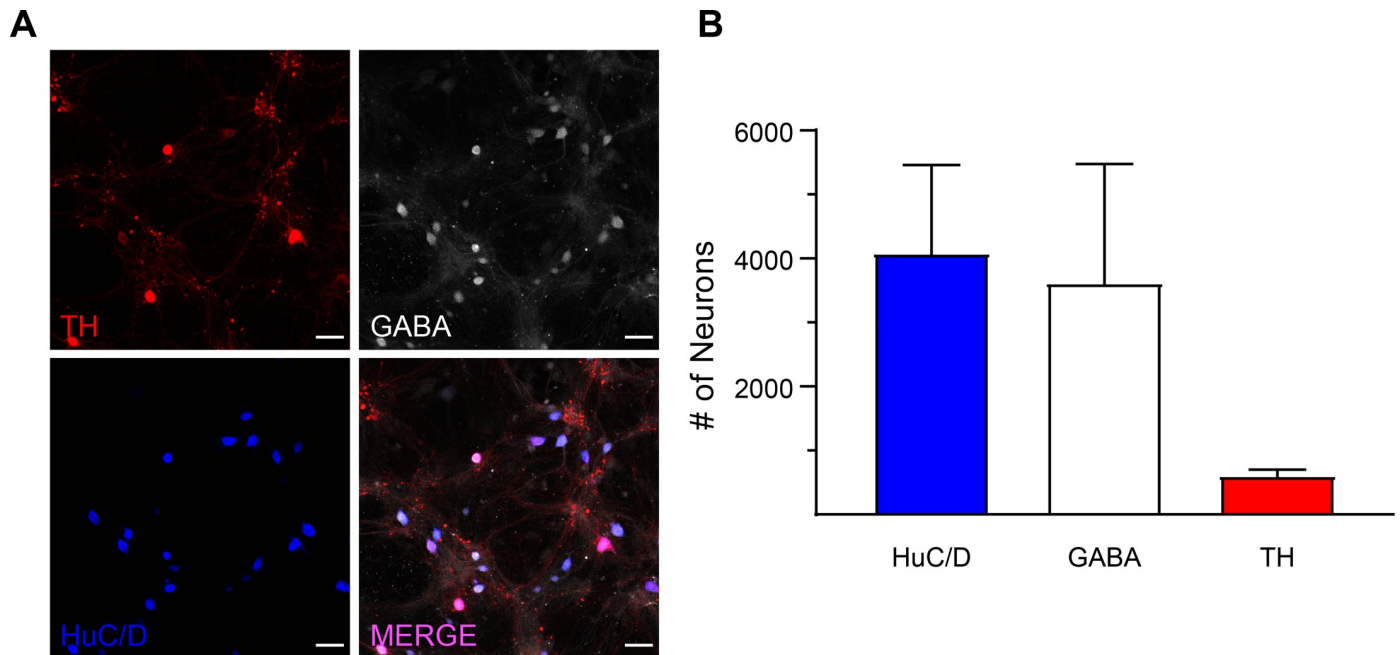 A
TH
GABA
HuC/D
MERGE
B
# of Neurons
6000
4000
2000
HuC/D
GABA
TH